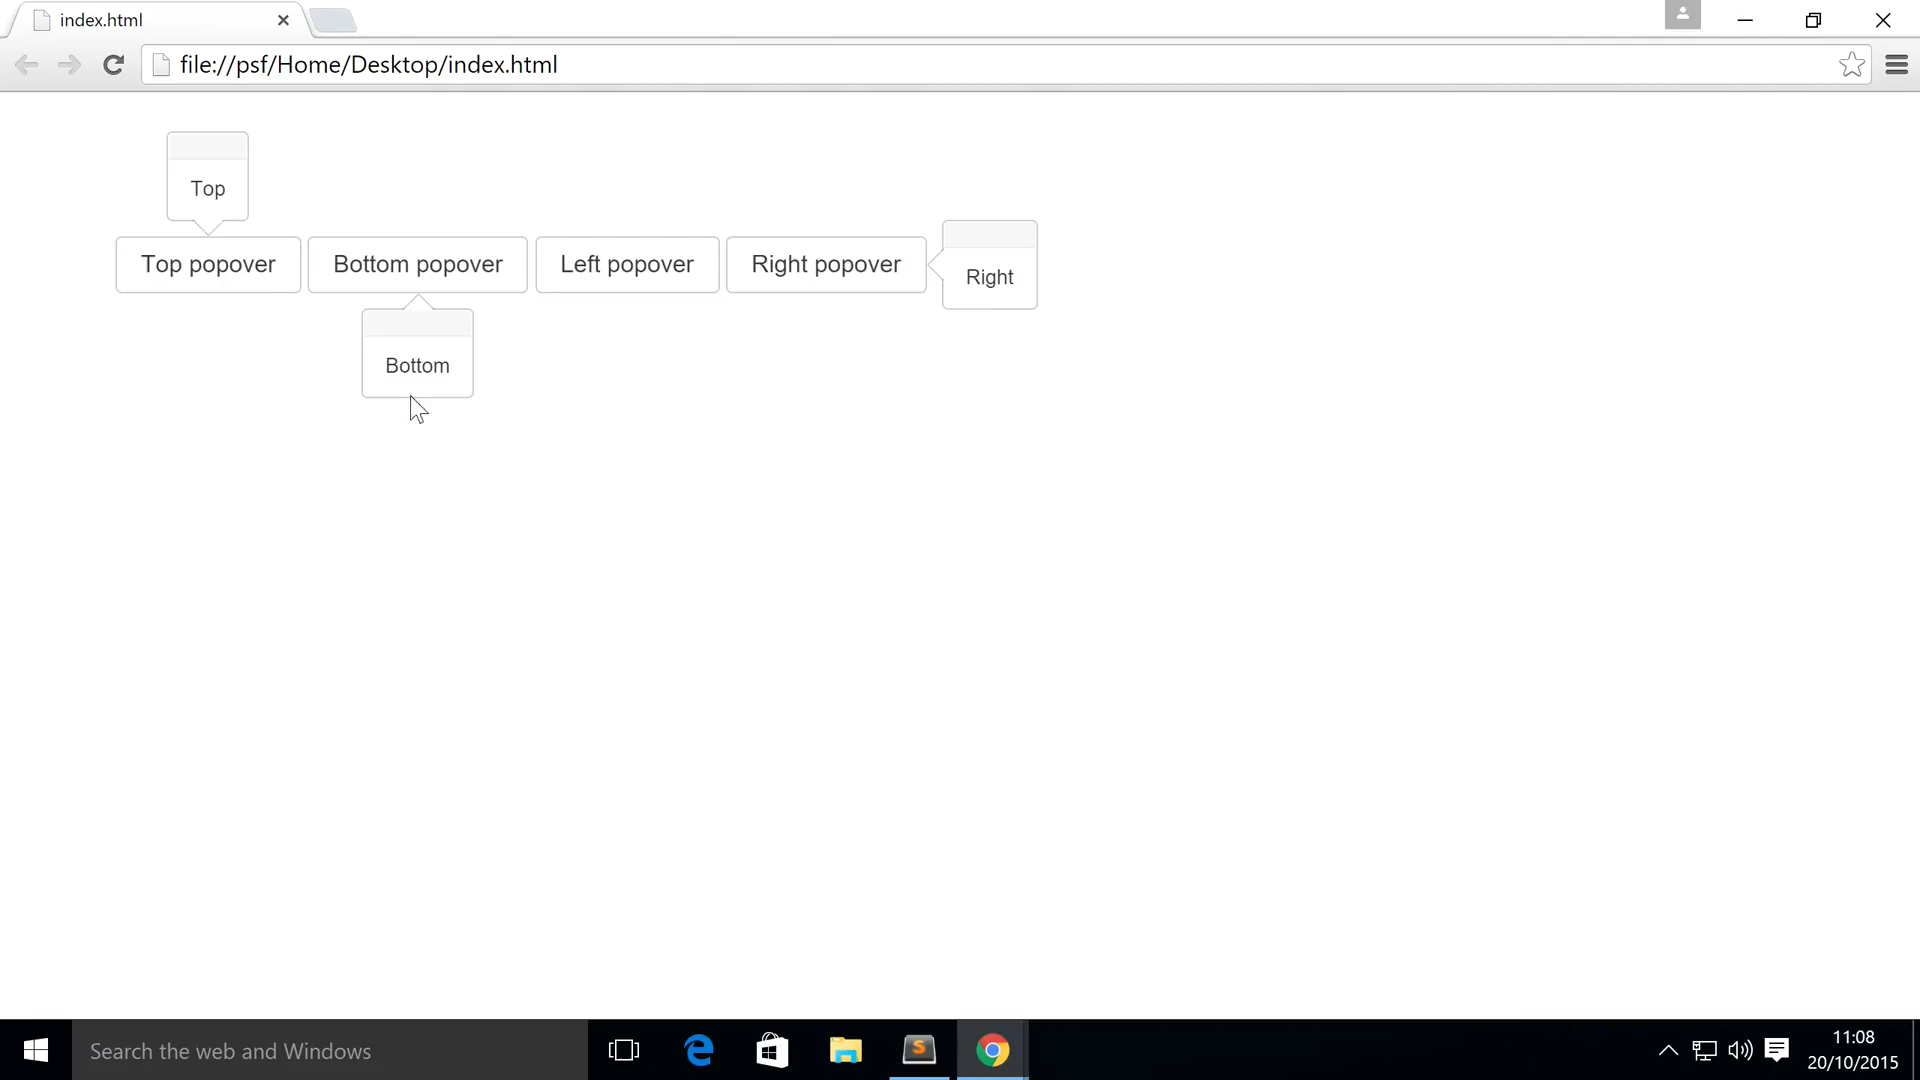 index.html
file://psf/Home/Desktop/index.html
Top
Top popover
Bottom popover
Left popover
Right popover
Right
Bottom
Search the web and Windows
11:08
20/10/2015